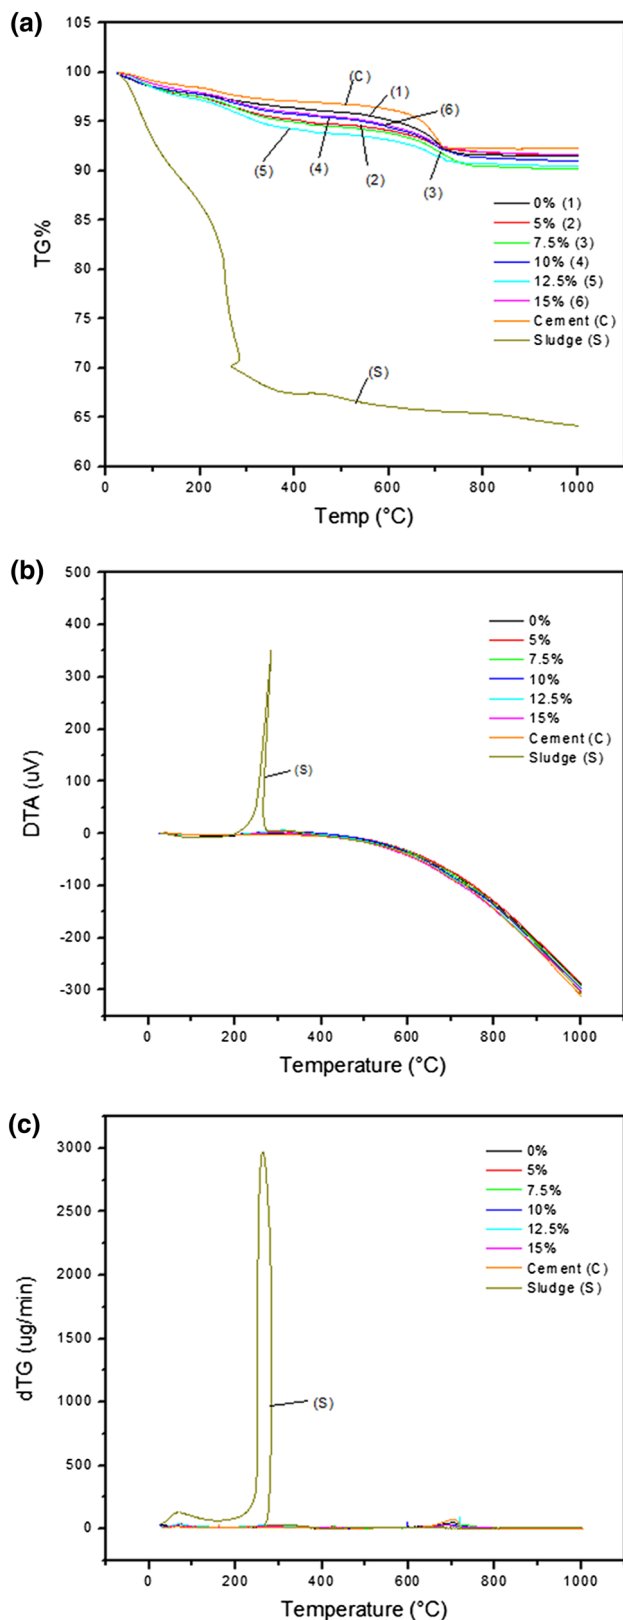 (a)
105
100
95
90
85
80
75
70
65
60
TG%
(C)
(1)
(6)
(5)
(4)
(2)
(3)
0% (1)
5% (2)
7.5% (3)
10% (4)
12.5% (5)
15% (6)
Cement (C)
Sludge (S)
(S)
0 200 400 600 800 1000
Temp (°C)
(b)
500
400
300
200
100
0
-100
-200
-300
DTA (uV)
0%
5%
7.5%
10%
12.5%
15%
Cement (C)
Sludge (S)
(S)
0 200 400 600 800 1000
Temperature (°C)
(c)
3000
2500
2000
1500
1000
500
0
dTG (ug/min)
0%
5%
7.5%
10%
12.5%
15%
Cement (C)
Sludge (S)
(S)
0 200 400 600 800 1000
Temperature (°C)